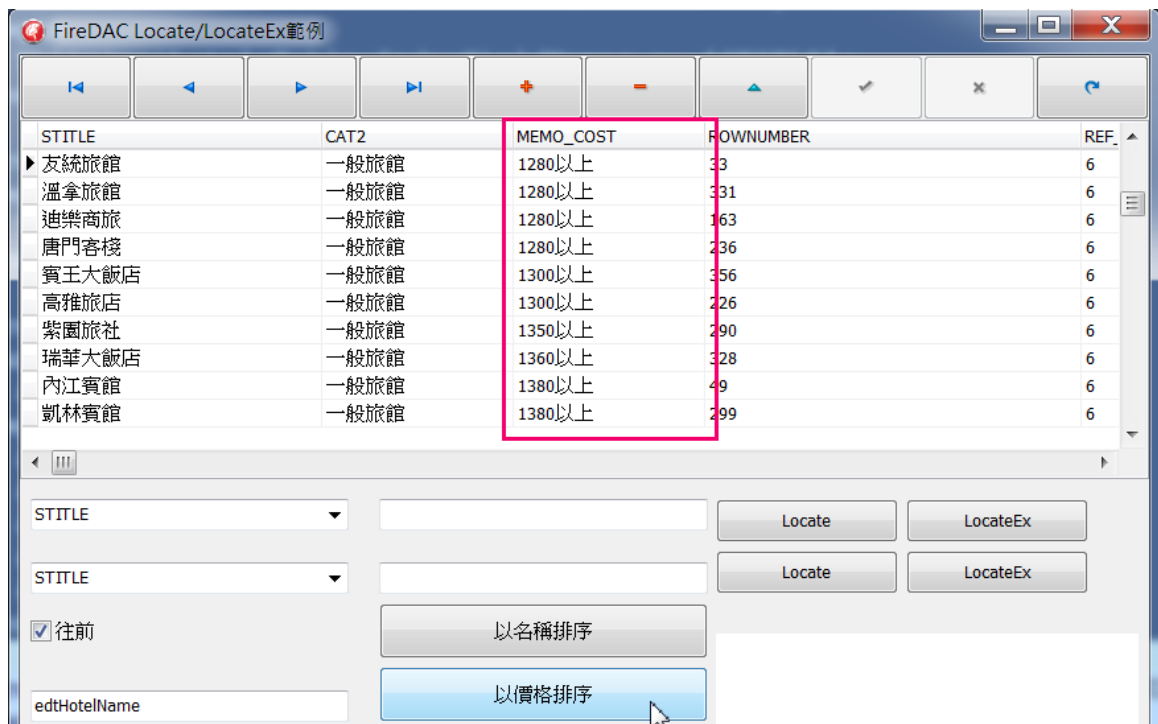 FireDAC Locate/LocateEx範例
STITLE CAT2 MEMO_COST ROWNUMBER REF_
友統旅館 一般旅館 1280以上 33 6
溫拿旅館 一般旅館 1280以上 331 6
迪樂商旅 一般旅館 1280以上 163 6
唐門客棧 一般旅館 1280以上 236 6
賓王大飯店 一般旅館 1300以上 356 6
高雅旅店 一般旅館 1300以上 226 6
紫園旅社 一般旅館 1350以上 290 6
瑞華大飯店 一般旅館 1360以上 328 6
內江賓館 一般旅館 1380以上 49 6
凱林賓館 一般旅館 1380以上 299 6
STITLE Locate LocateEx
STITLE Locate LocateEx
往前 以名稱排序
edtHotelName 以價格排序